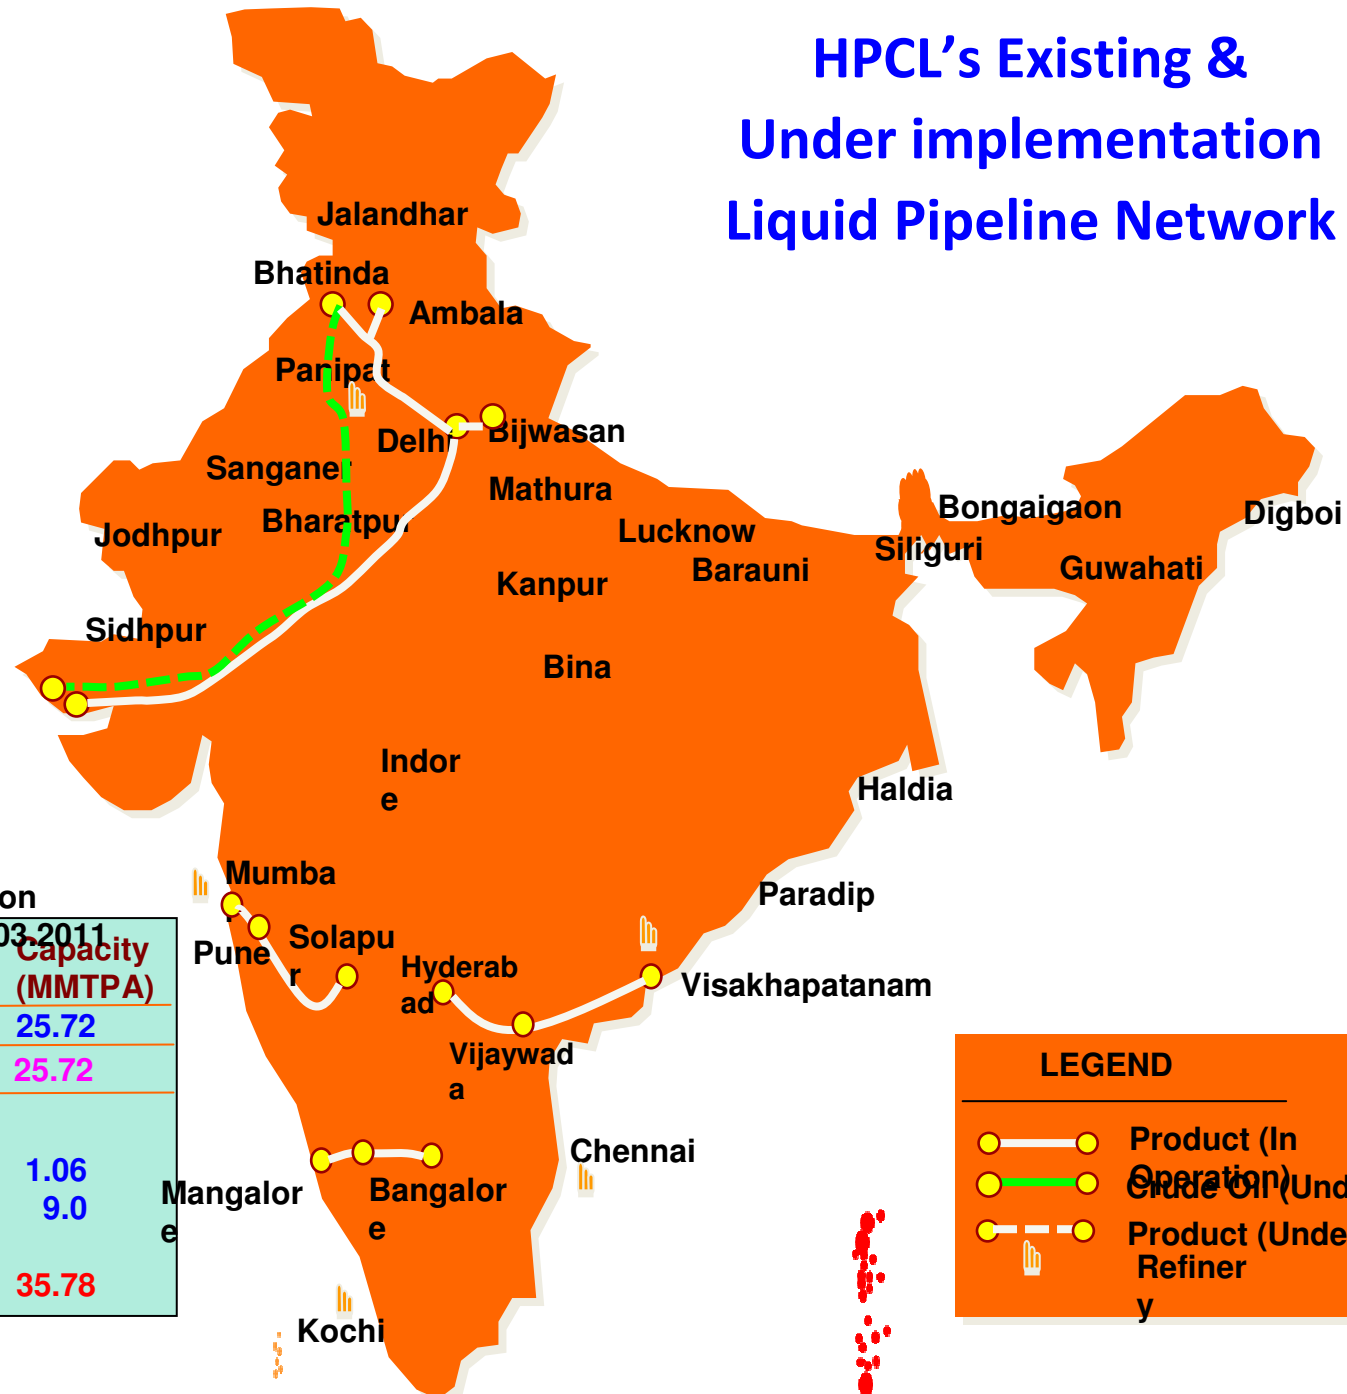 HPCL’s Existing &
Under implementation
Liquid Pipeline Network
Jalandhar
Bhatinda
Ambala
Panipat
Delhi
Bijwasan
Sanganer
Mathura
Bharatpur
Jodhpur
Lucknow
Bongaigaon
Digboi
Siliguri
Barauni
Guwahati
Kanpur
Sidhpur
Bina
Indor
e
Haldia
Mumba
Paradip
on
03.2011
Capacity
(MMTPA)
25.72
25.72
1.06
9.0
35.78
Pune
Solapu
r
Hyderab
ad
Visakhapatanam
Vijaywad
a
Chennai
Mangalor
e
Bangalor
e
Kochi
LEGEND
Product (In
Operation)
Crude Oil (Und
Product (Unde
Refiner
y